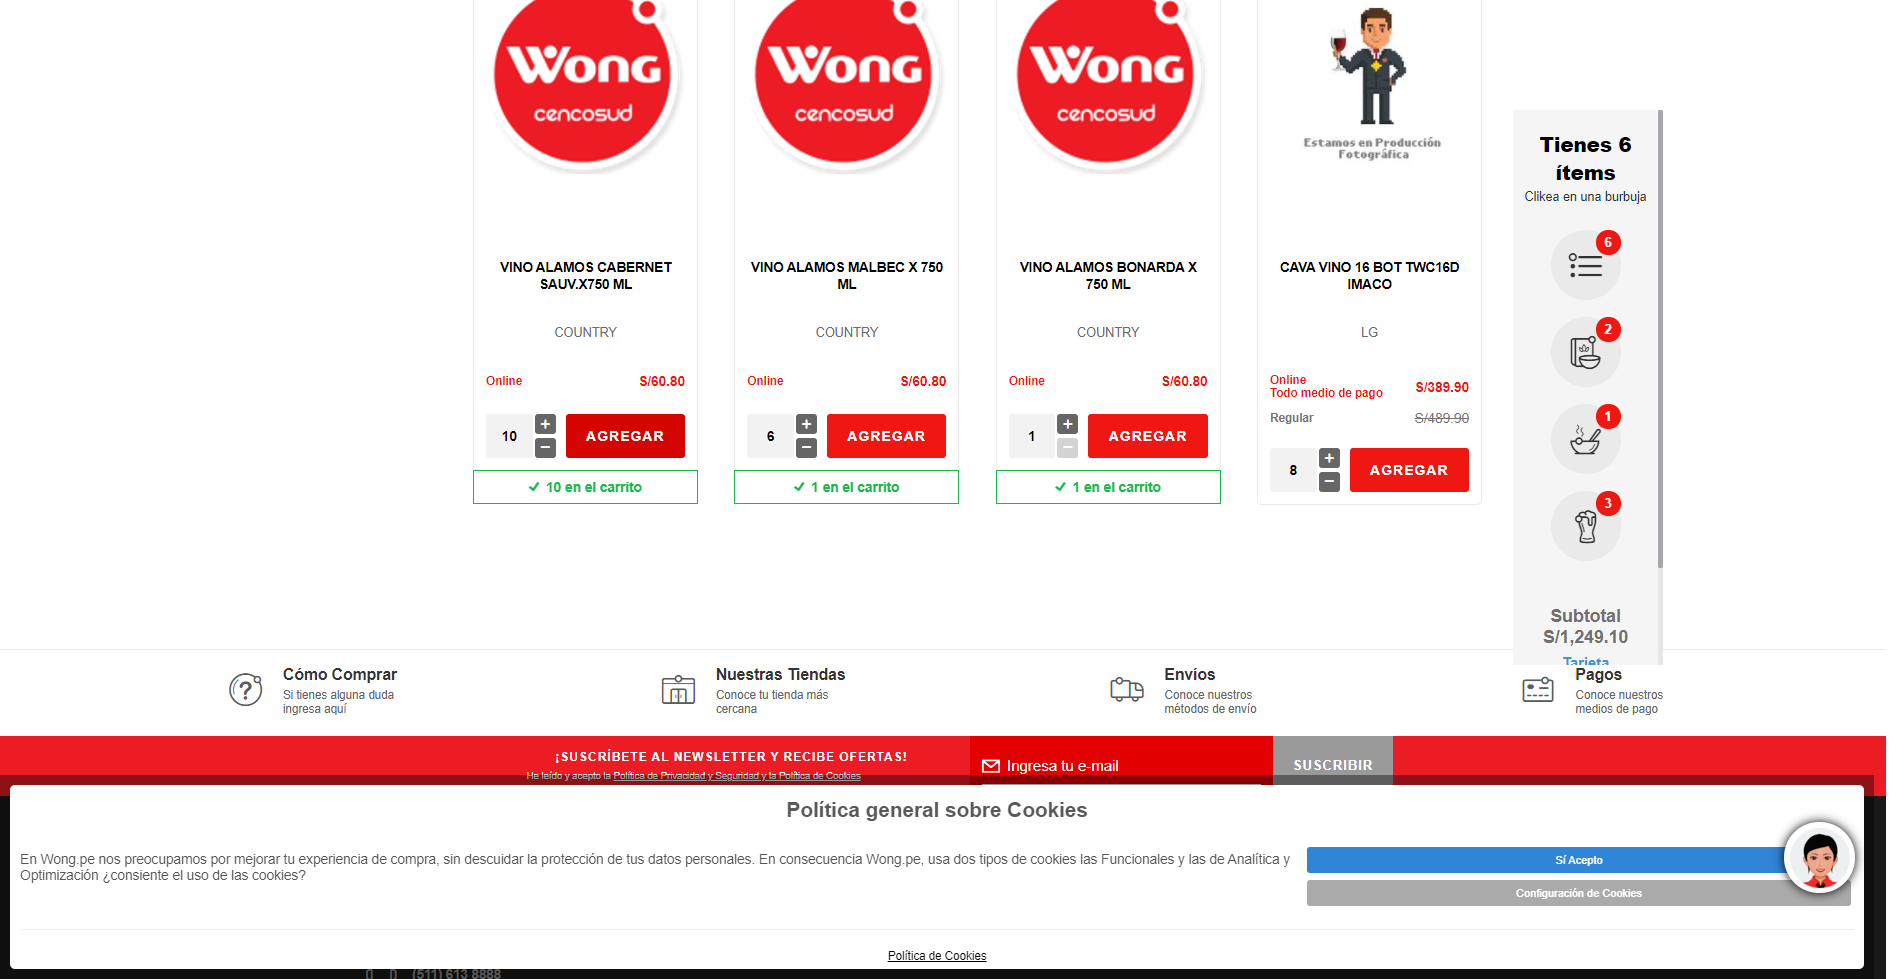 Wong
cencosud
Wong
cencosud
Wong
cencosud
Estamos en Producción
Fotográfica
VINO ALAMOS CABERNET
SAUV.X750 ML
COUNTRY
Online S/60.80
10 + − AGREGAR
10 en el carrito
VINO ALAMOS MALBEC X 750
ML
COUNTRY
Online S/60.80
6 + − AGREGAR
1 en el carrito
VINO ALAMOS BONARDA X
750 ML
COUNTRY
Online S/60.80
1 + − AGREGAR
1 en el carrito
CAVA VINO 16 BOT TWC16D
IMACO
LG
Online
Todo medio de pago S/389.90
Regular S/489.90
8 + − AGREGAR
Tienes 6
ítems
Clikea en una burbuja
6
2
1
3
Subtotal
S/1,249.10
Tarjeta
Cómo Comprar
Si tienes alguna duda
ingresa aquí
Nuestras Tiendas
Conoce tu tienda más
cercana
Envíos
Conoce nuestros
métodos de envío
Pagos
Conoce nuestros
medios de pago
¡SUSCRÍBETE AL NEWSLETTER Y RECIBE OFERTAS!
He leído y acepto la Política de Privacidad y Seguridad y la Política de Cookies
Ingresa tu e-mail
SUSCRIBIR
Política general sobre Cookies
En Wong.pe nos preocupamos por mejorar tu experiencia de compra, sin descuidar la protección de tus datos personales. En consecuencia Wong.pe, usa dos tipos de cookies las Funcionales y las de Analítica y
Optimización ¿consiente el uso de las cookies?
Sí Acepto
Configuración de Cookies
Política de Cookies
(511) 613 8888